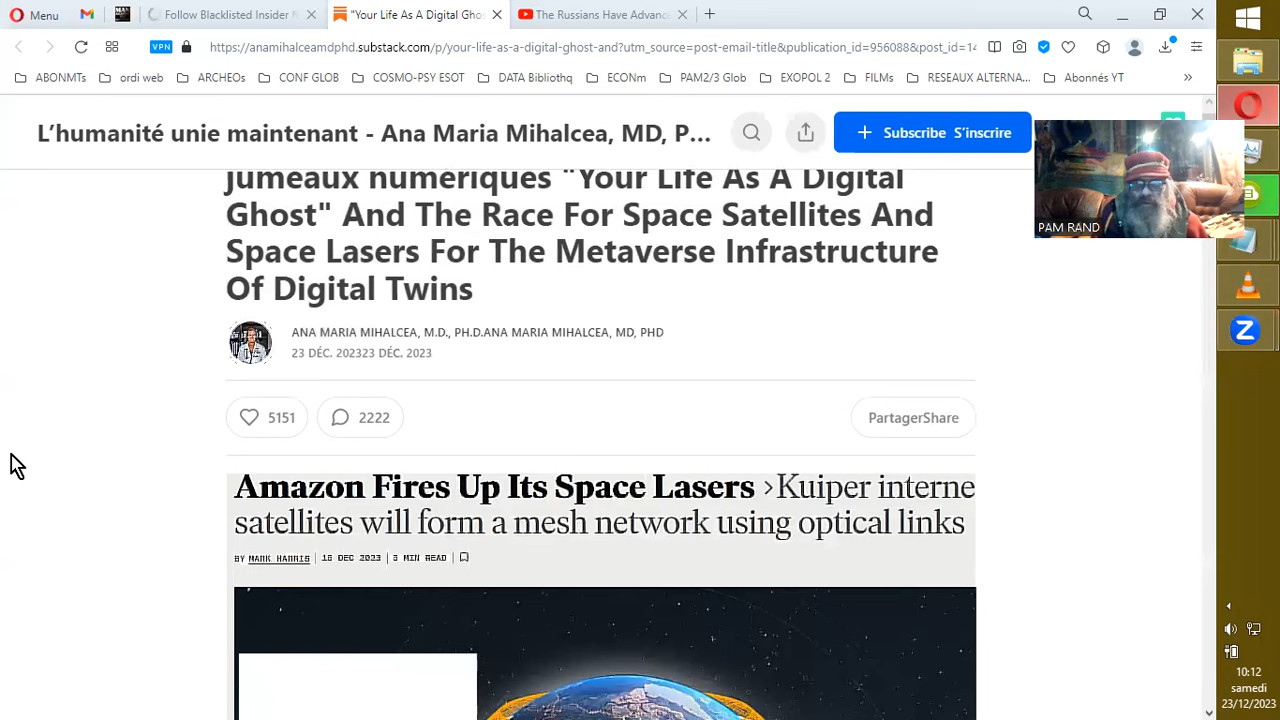 Menu
Follow Blacklisted Insider
"Your Life As A Digital Gho
The Russians Have Advanc
VPN
https://anamihalceamdphd.substack.com/p/your-life-as-a-digital-ghost-and?utm_source=post-email-title&publication_id=956088&post_id=14
ABONMTs
ordi web
ARCHEOs
CONF GLOB
COSMO-PSY ESOT
DATA Biblmthq
ECONm
PAM2/3 Glob
EXOPOL 2
FILMs
RESEAUX ALTERNA...
Abonnés YT
»
L'humanité unie maintenant - Ana Maria Mihalcea, MD, P...
Subscribe S'inscrire
PAM RAND
jumeaux numériques "Your Life As A Digital
Ghost" And The Race For Space Satellites And
Space Lasers For The Metaverse Infrastructure
Of Digital Twins
ANA MARIA MIHALCEA, M.D., PH.D.ANA MARIA MIHALCEA, MD, PHD
23 DÉC. 202323 DÉC. 2023
5151
2222
PartagerShare
Amazon Fires Up Its Space Lasers >Kuiper interne
satellites will form a mesh network using optical links
BY MARK HARRIS
DEC 2023
MIN READ
10:12
samedi
23/12/2023